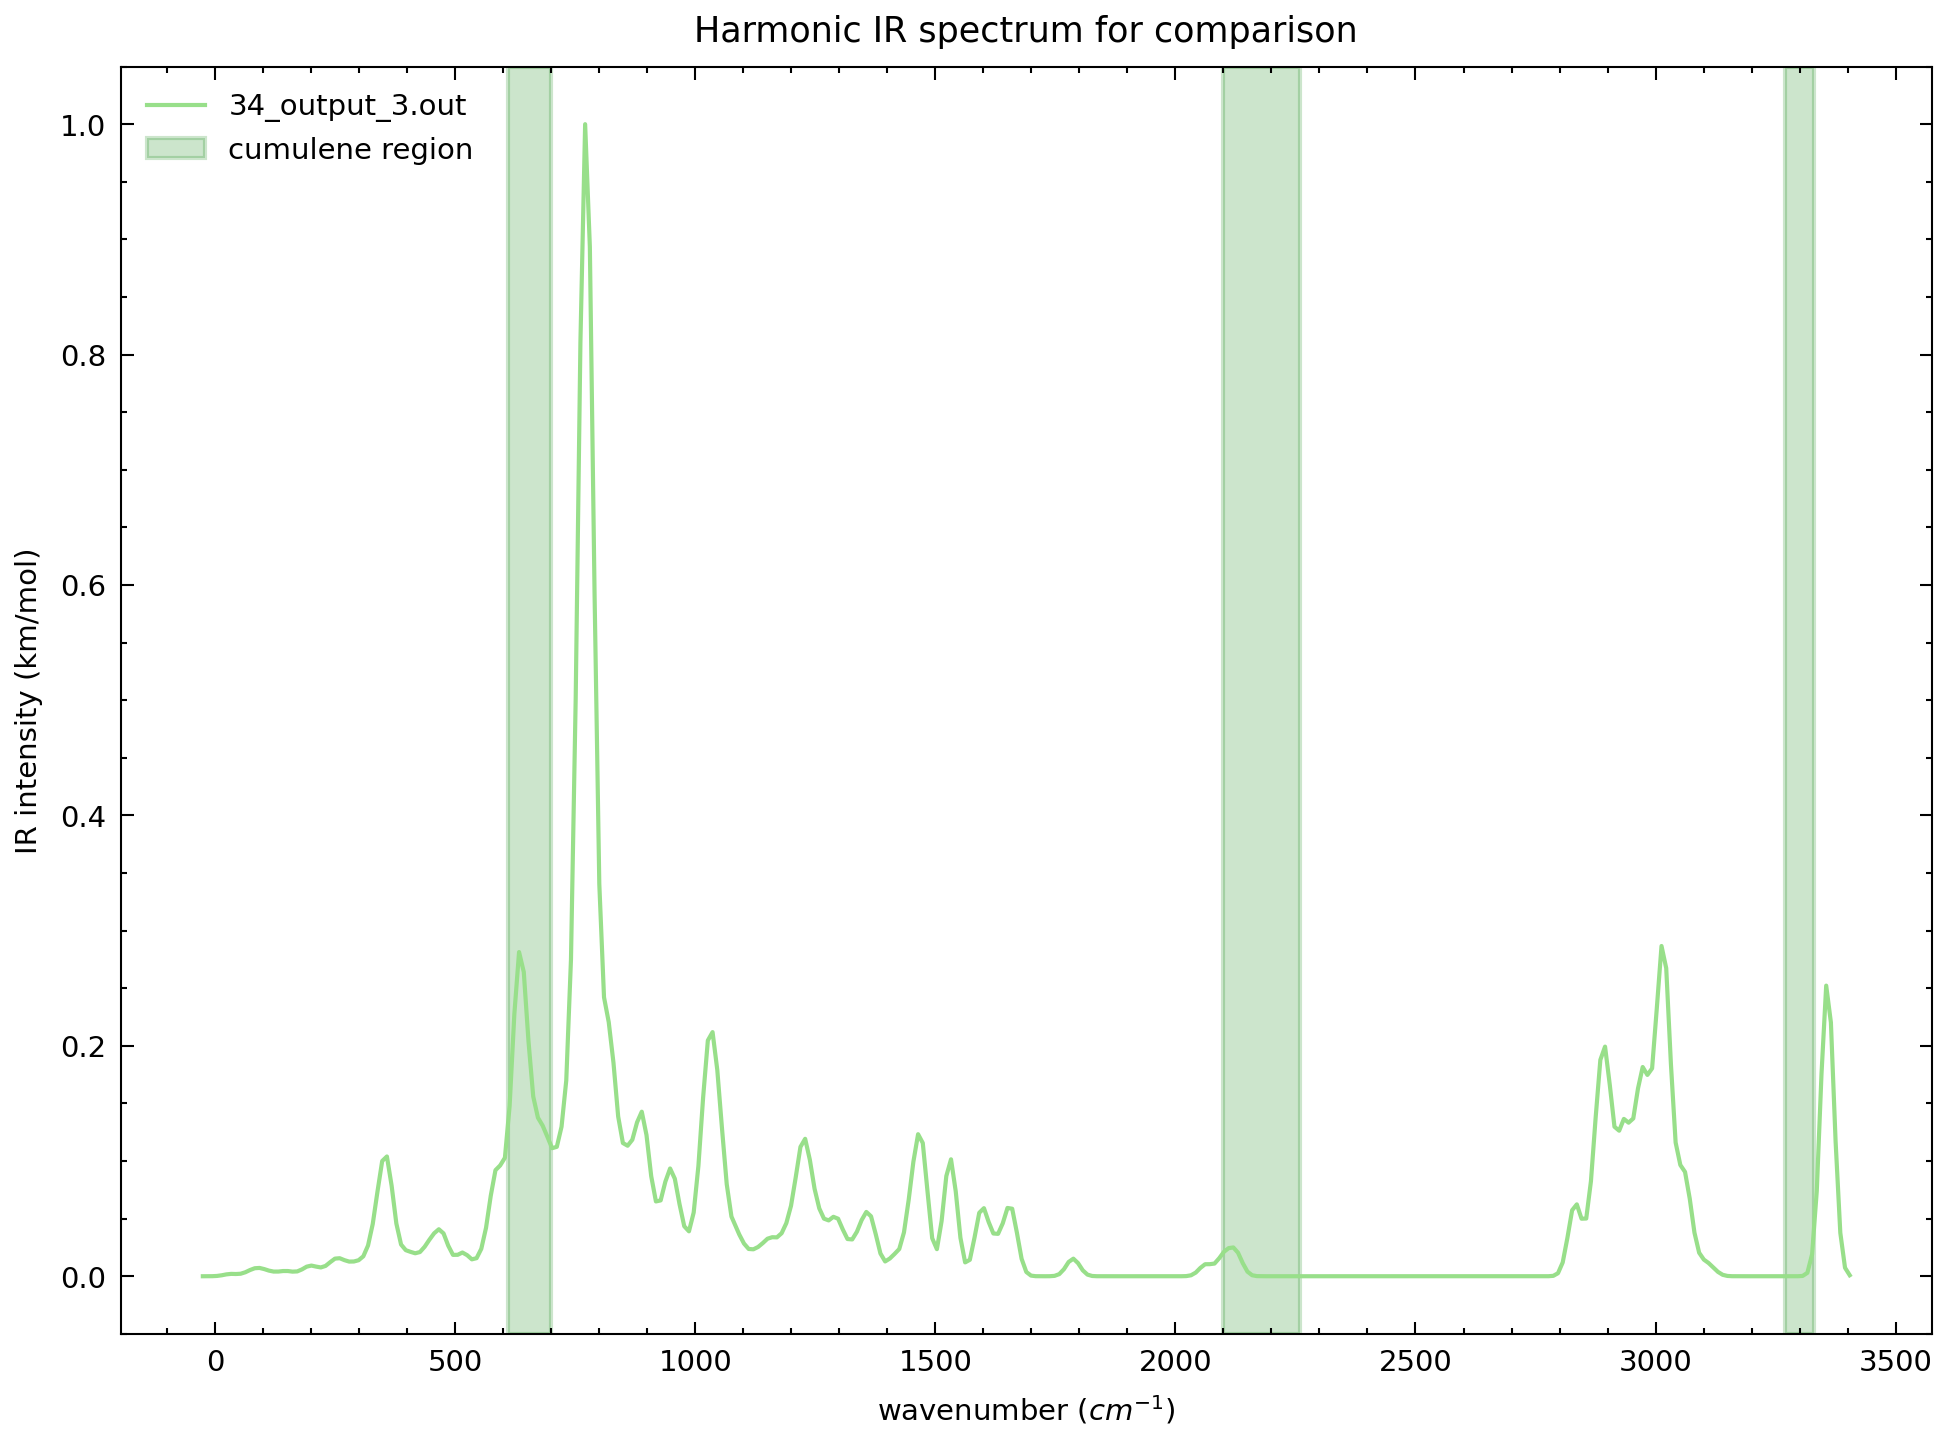 Harmonic IR spectrum for comparison
34_output_3.out
cumulene region
1.0
0.8
0.6
0.4
0.2
0.0
IR intensity (km/mol)
0 500 1000 1500 2000 2500 3000 3500
wavenumber (cm⁻¹)